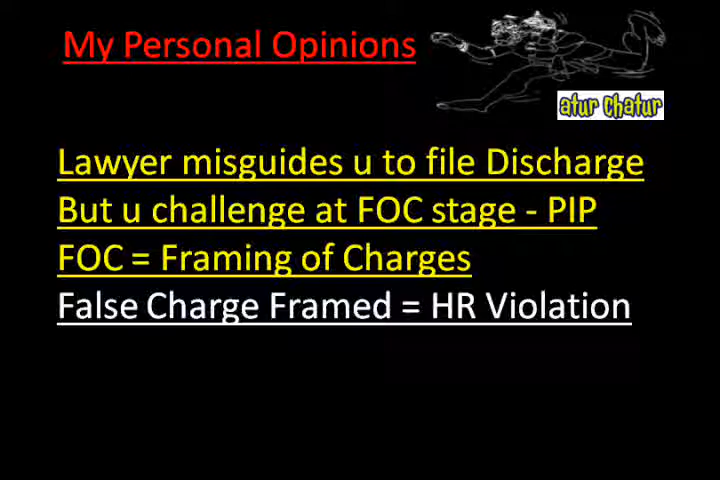 My Personal Opinions
atur chatur
Lawyer misguides u to file Discharge
But u challenge at FOC stage - PIP
FOC = Framing of Charges
False Charge Framed = HR Violation